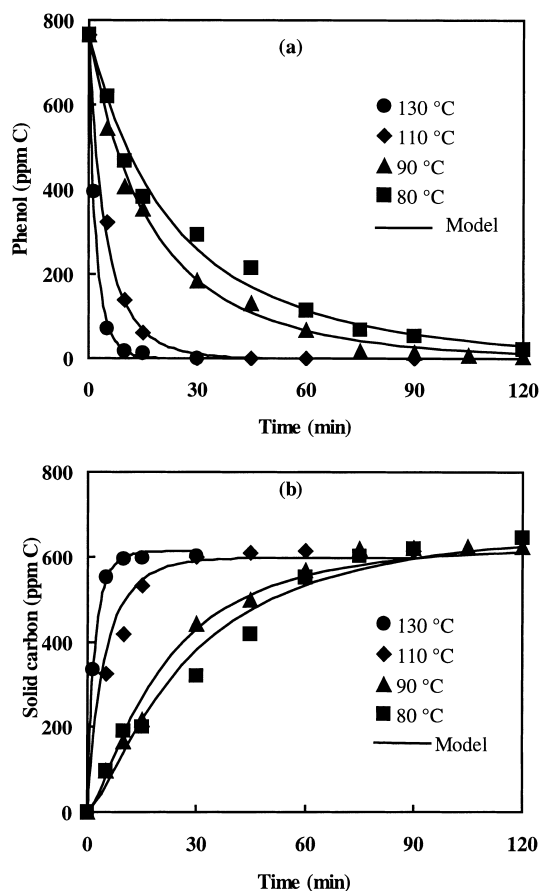 (a)
800
600
400
200
0
Phenol (ppm C)
130 °C
110 °C
90 °C
80 °C
Model
0 30 60 90 120
Time (min)
(b)
800
600
400
200
0
Solid carbon (ppm C)
130 °C
110 °C
90 °C
80 °C
Model
0 30 60 90 120
Time (min)